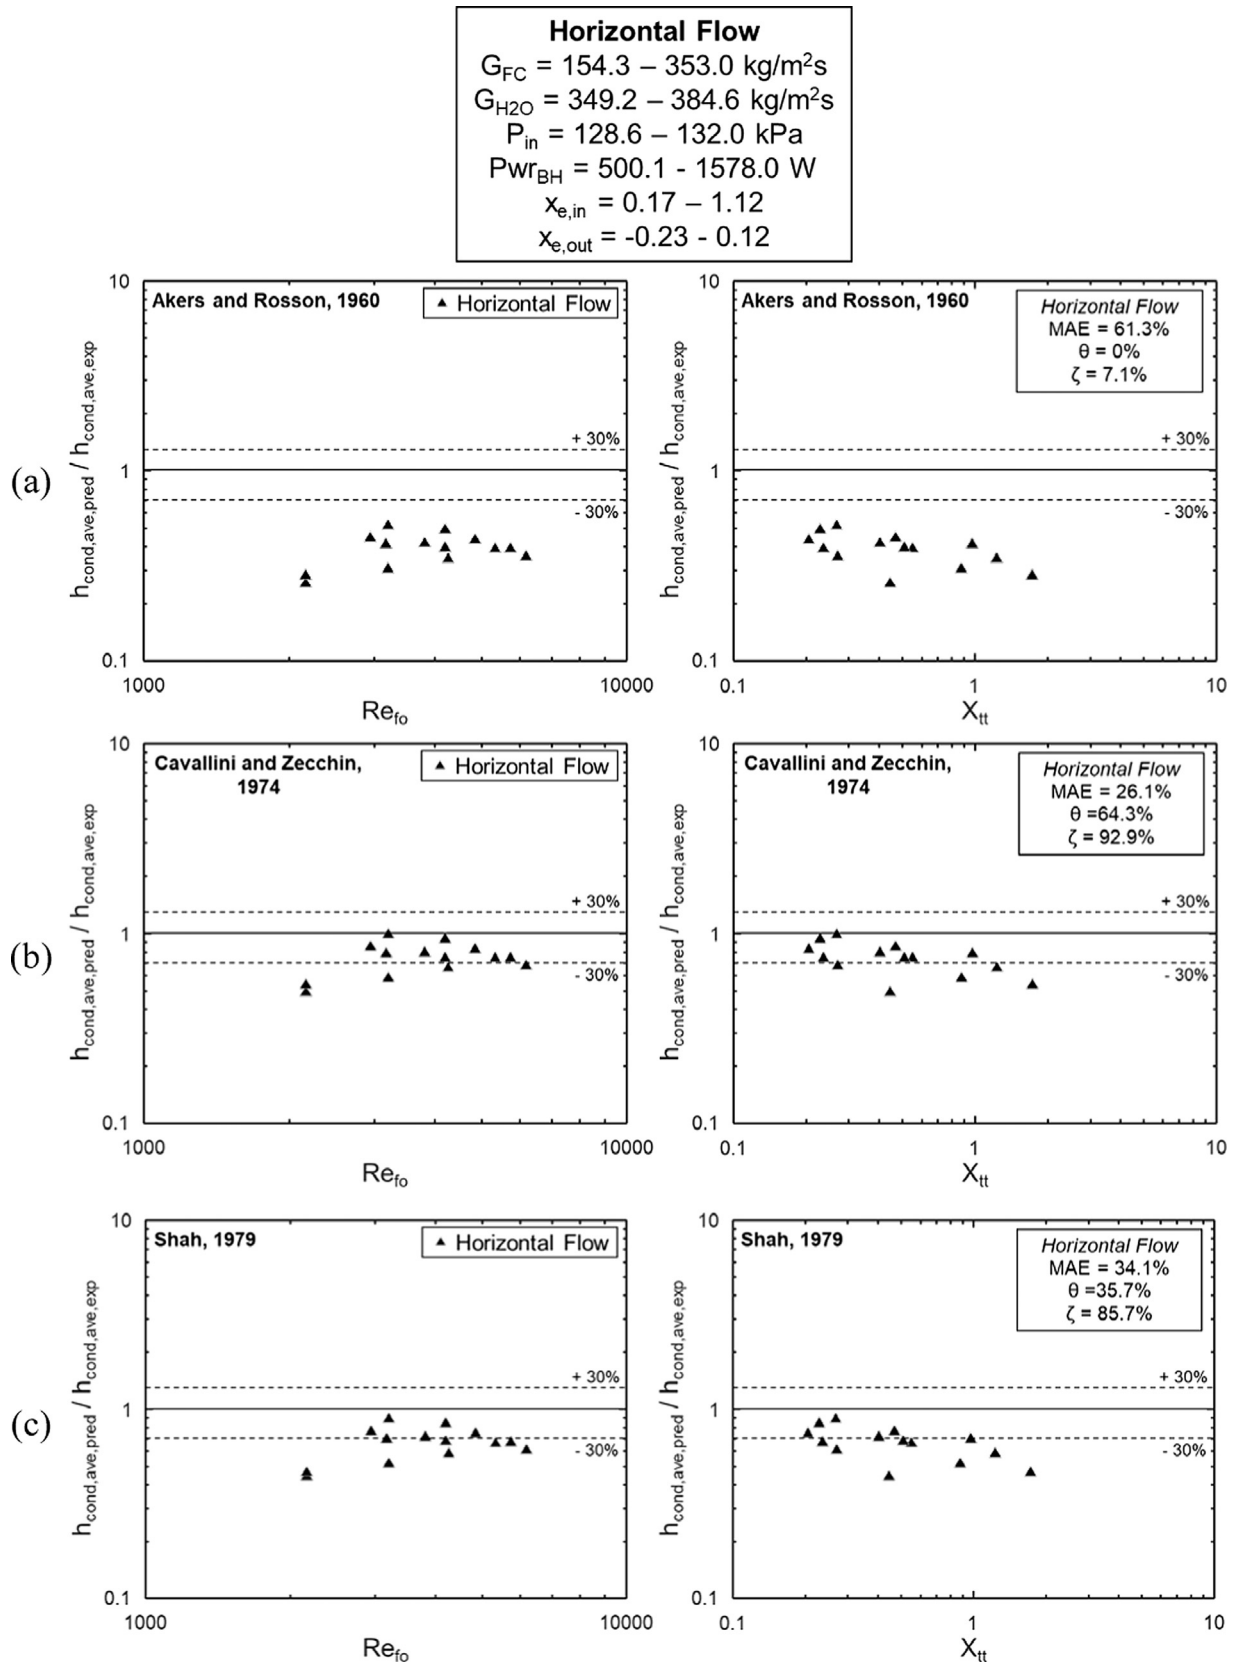 Horizontal Flow
G_FC = 154.3 – 353.0 kg/m²s
G_H2O = 349.2 – 384.6 kg/m²s
P_in = 128.6 – 132.0 kPa
Pwr_BH = 500.1 - 1578.0 W
x_e,in = 0.17 – 1.12
x_e,out = -0.23 - 0.12
(a)
h_cond,ave,pred / h_cond,ave,exp
10
1
0.1
Akers and Rosson, 1960
Horizontal Flow
+ 30%
- 30%
1000
10000
Re_fo
h_cond,ave,pred / h_cond,ave,exp
10
1
0.1
Akers and Rosson, 1960
Horizontal Flow
MAE = 61.3%
θ = 0%
ζ = 7.1%
+ 30%
- 30%
0.1
1
10
X_tt
(b)
h_cond,ave,pred / h_cond,ave,exp
10
1
0.1
Cavallini and Zecchin,
1974
Horizontal Flow
+ 30%
- 30%
1000
10000
Re_fo
h_cond,ave,pred / h_cond,ave,exp
10
1
0.1
Cavallini and Zecchin,
1974
Horizontal Flow
MAE = 26.1%
θ =64.3%
ζ = 92.9%
+ 30%
- 30%
0.1
1
10
X_tt
(c)
h_cond,ave,pred / h_cond,ave,exp
10
1
0.1
Shah, 1979
Horizontal Flow
+ 30%
- 30%
1000
10000
Re_fo
h_cond,ave,pred / h_cond,ave,exp
10
1
0.1
Shah, 1979
Horizontal Flow
MAE = 34.1%
θ =35.7%
ζ = 85.7%
+ 30%
- 30%
0.1
1
10
X_tt